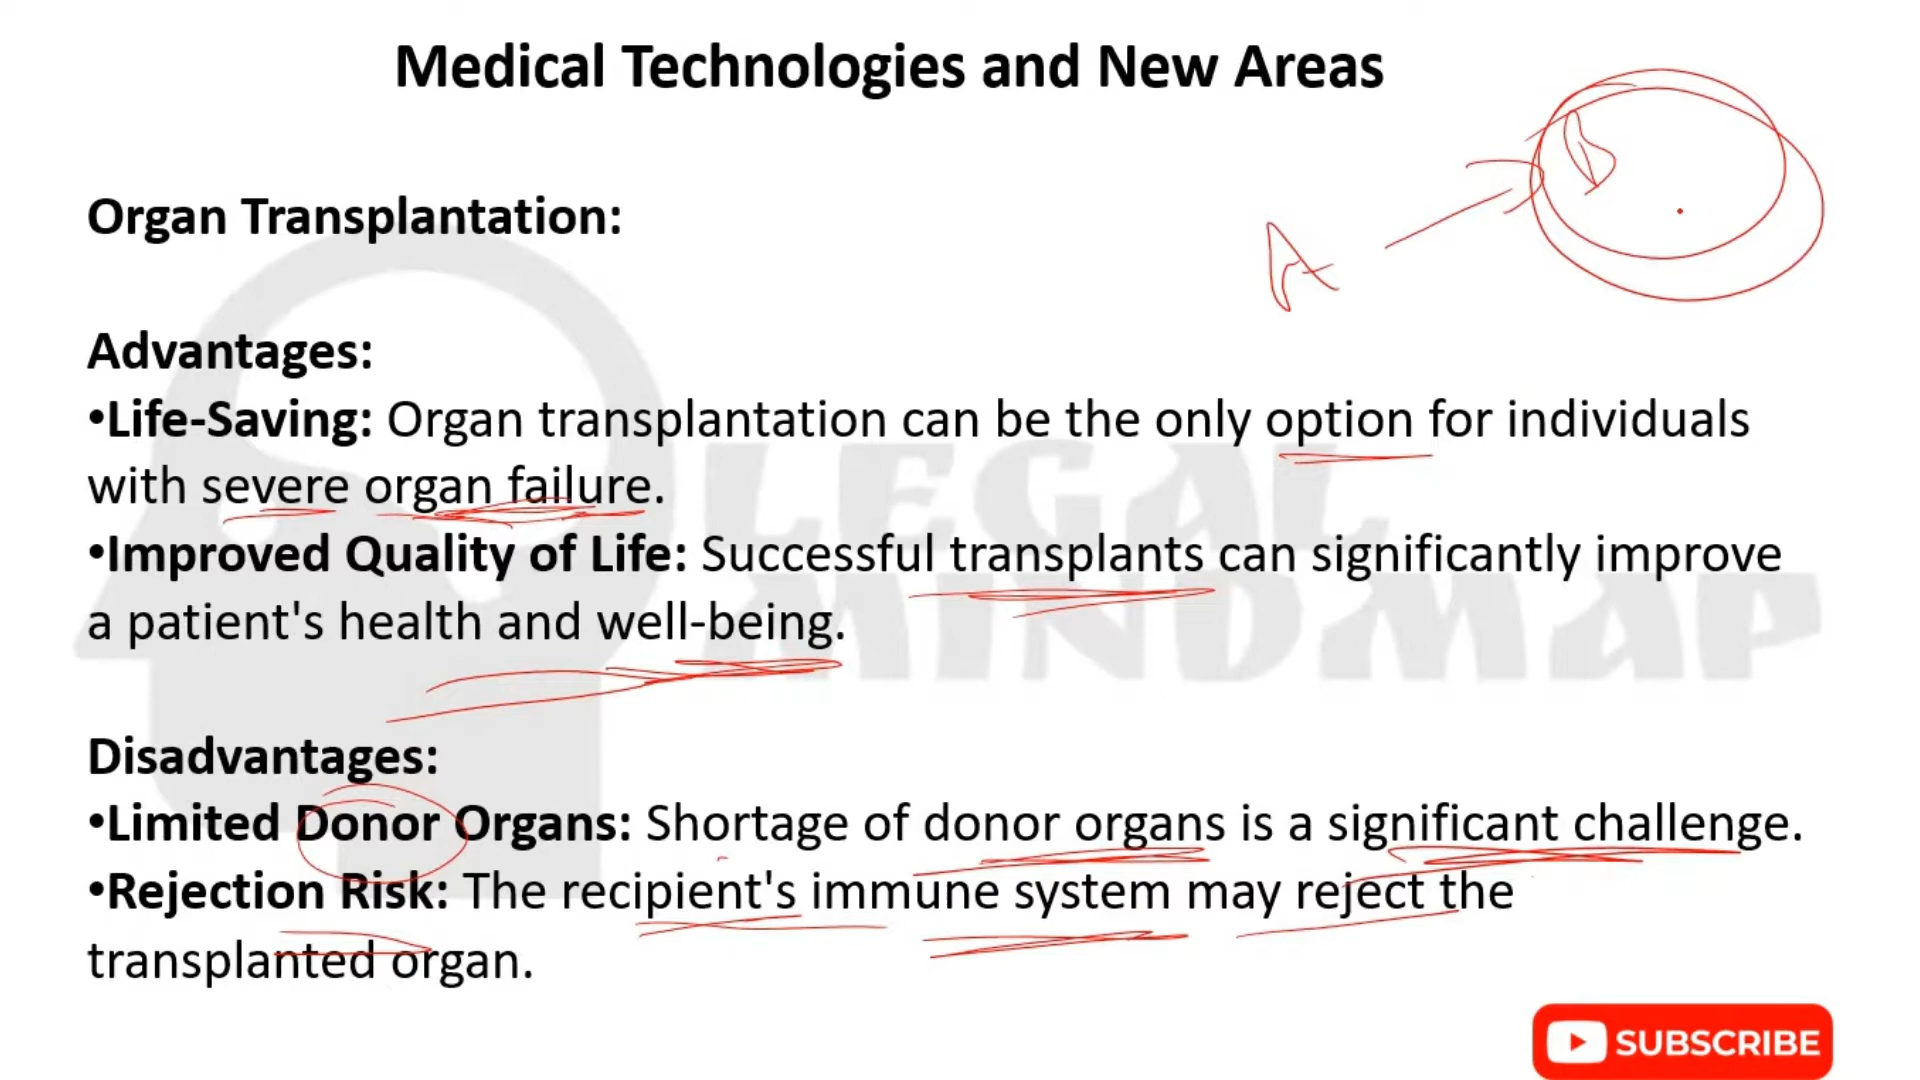 Medical Technologies and New Areas
A
Organ Transplantation:
Advantages:
•Life-Saving: Organ transplantation can be the only option for individuals
with severe organ failure.
•Improved Quality of Life: Successful transplants can significantly improve
a patient's health and well-being.
LEGAL
MINDMAP
Disadvantages:
•Limited Donor Organs: Shortage of donor organs is a significant challenge.
•Rejection Risk: The recipient's immune system may reject the
transplanted organ.
SUBSCRIBE